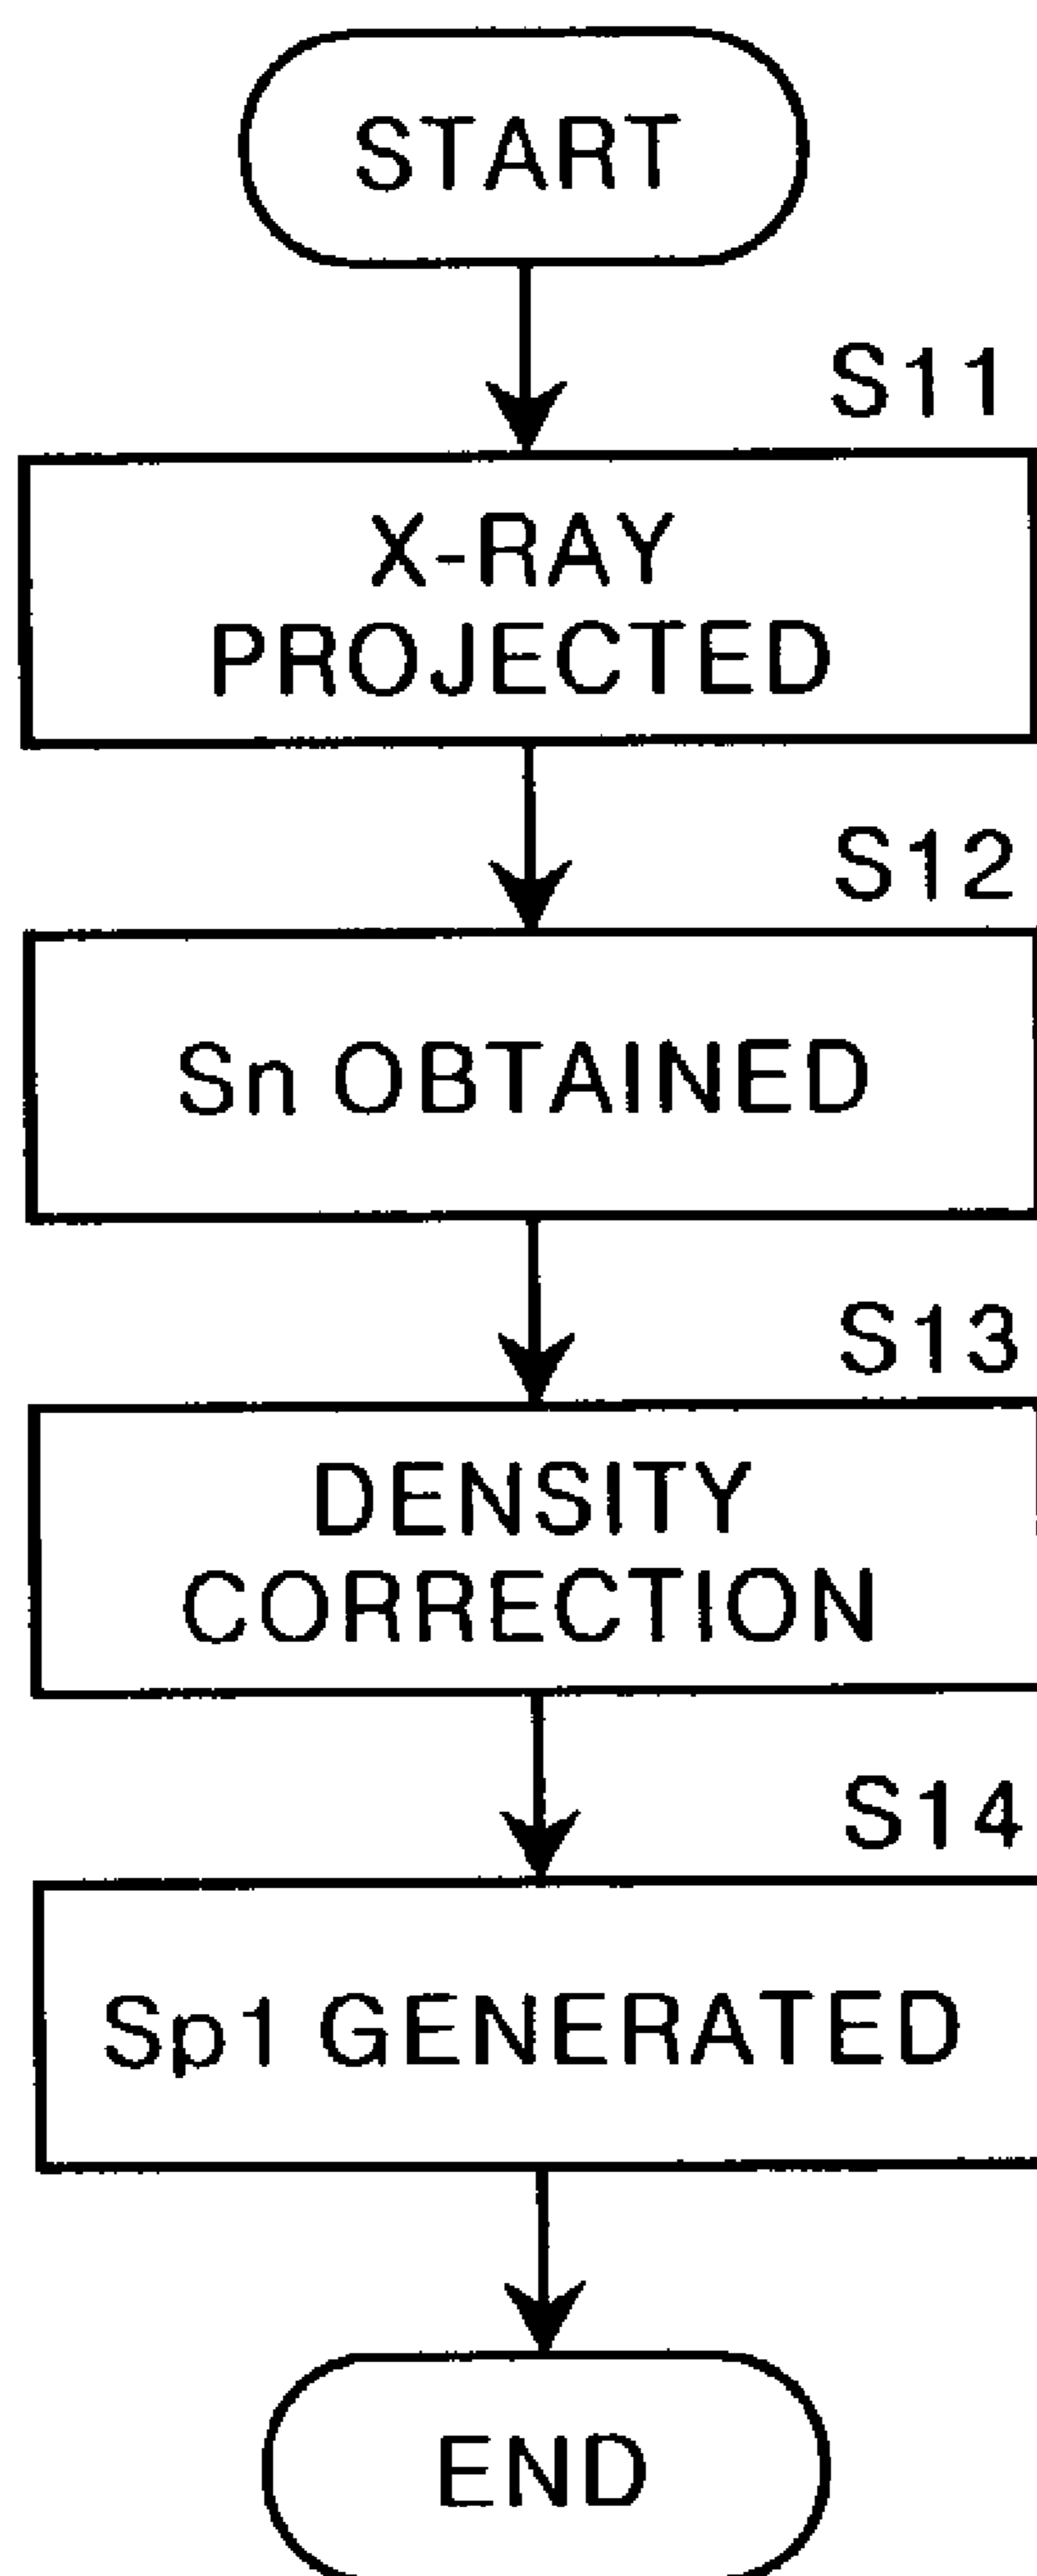 START
S11
X-RAY
PROJECTED
S12
Sn OBTAINED
S13
DENSITY
CORRECTION
S14
Sp1 GENERATED
END